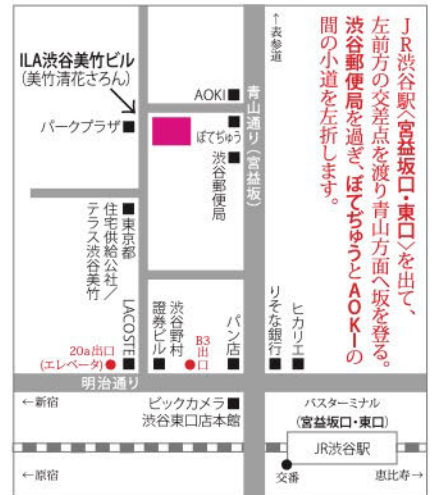 JR渋谷駅〈宮益坂口・東口〉を出て、
左前方の交差点を渡り青山方面へ坂を登る。
渋谷郵便局を過ぎ、ぽてぢゅうとAOKIの
間の小道を左折します。
←表参道
ILA渋谷美竹ビル
(美竹清花さろん)
パークプラザ■
AOKI■
■
ぽてぢゅう
■
渋谷郵便局
青山通り(宮益坂)
■東京都
住宅供給公社/
テラス渋谷美竹
LACOSTE■
20a出口●
(エレベータ)
渋谷野村
證券ビル■
B3
出口
●
パン店■
りそな銀行■
ヒカリエ■
明治通り
←新宿
ビックカメラ■
渋谷東口店本館
バスターミナル
(宮益坂口・東口)
JR渋谷駅
●
交番
←原宿
恵比寿→